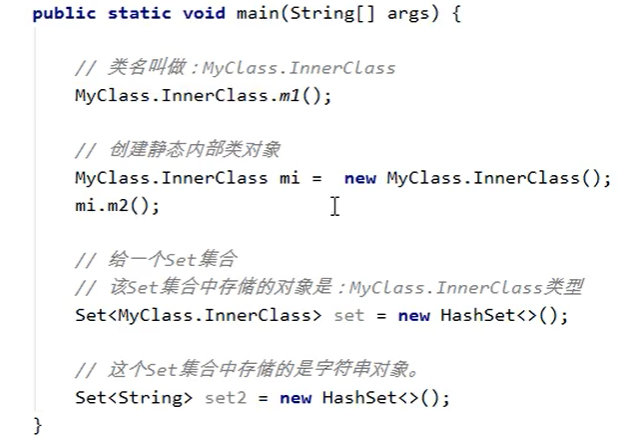 public static void main(String[] args) {
// 类名叫做：MyClass.InnerClass
MyClass.InnerClass.m1();
// 创建静态内部类对象
MyClass.InnerClass mi =  new MyClass.InnerClass();
mi.m2();
// 给一个Set集合
// 该Set集合中存储的对象是：MyClass.InnerClass类型
Set<MyClass.InnerClass> set = new HashSet<>();
// 这个Set集合中存储的是字符串对象。
Set<String> set2 = new HashSet<>();
}